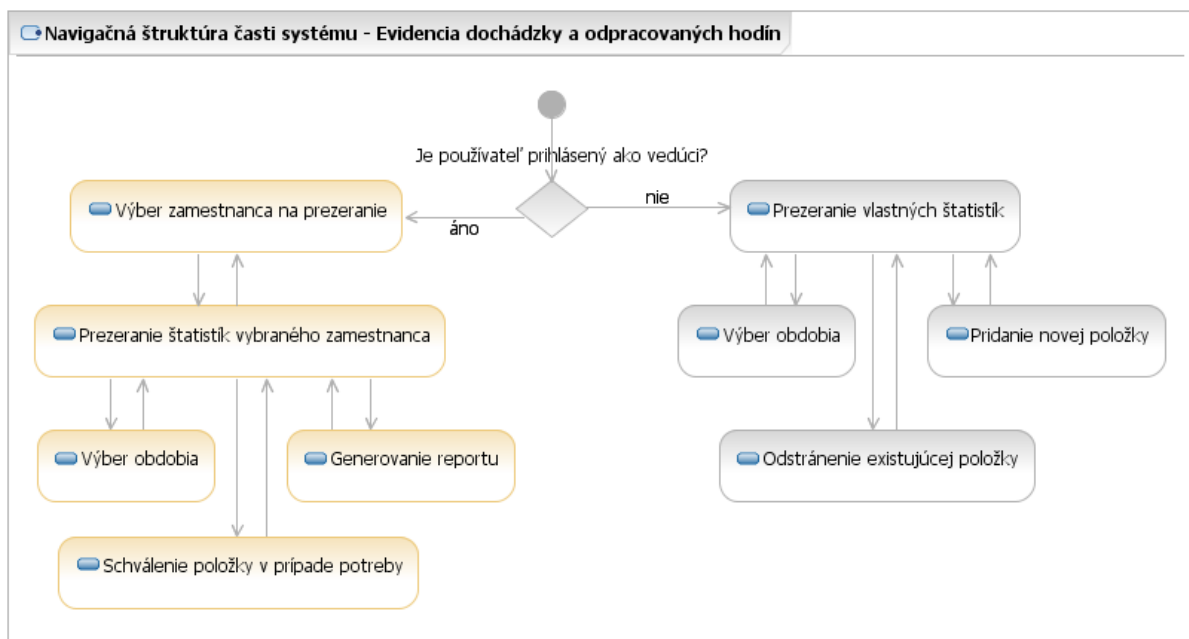 Navigačná štruktúra časti systému - Evidencia dochádzky a odpracovaných hodín
Je používateľ prihlásený ako vedúci?
áno
nie
Výber zamestnanca na prezeranie
Prezeranie štatistík vybraného zamestnanca
Výber obdobia
Generovanie reportu
Schválenie položky v prípade potreby
Prezeranie vlastných štatistík
Výber obdobia
Pridanie novej položky
Odstránenie existujúcej položky